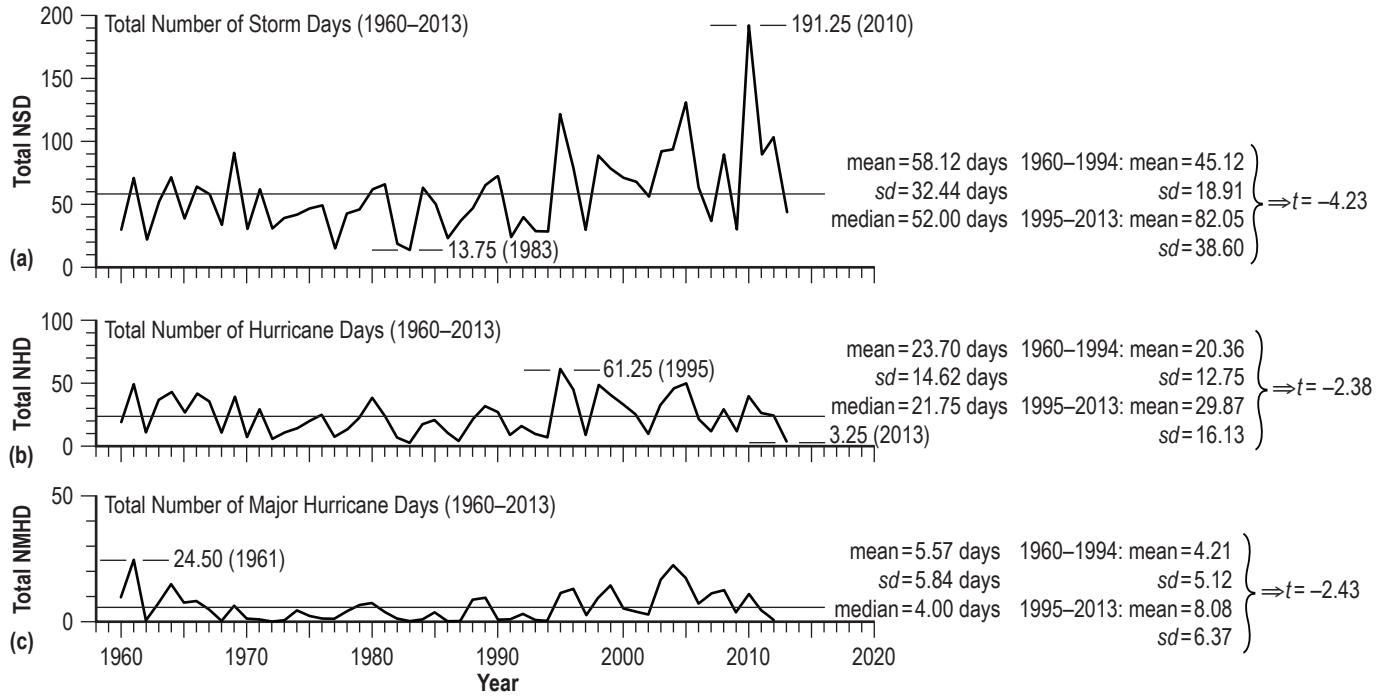 Total Number of Storm Days (1960–2013)
191.25 (2010)
200
150
100
50
0
Total NSD
(a)
13.75 (1983)
mean=58.12 days 1960–1994: mean=45.12
sd=32.44 days sd=18.91
median=52.00 days 1995–2013: mean=82.05
sd=38.60
⇒t=–4.23
1960 1970 1980 1990 2000 2010 2020
Total Number of Hurricane Days (1960–2013)
61.25 (1995)
100
50
0
Total NHD
(b)
3.25 (2013)
mean=23.70 days 1960–1994: mean=20.36
sd=14.62 days sd=12.75
median=21.75 days 1995–2013: mean=29.87
sd=16.13
⇒t=–2.38
Total Number of Major Hurricane Days (1960–2013)
24.50 (1961)
50
0
Total NMHD
(c)
mean=5.57 days 1960–1994: mean=4.21
sd=5.84 days sd=5.12
median=4.00 days 1995–2013: mean=8.08
sd=6.37
⇒t=–2.43
1960 1970 1980 1990 2000 2010 2020
Year